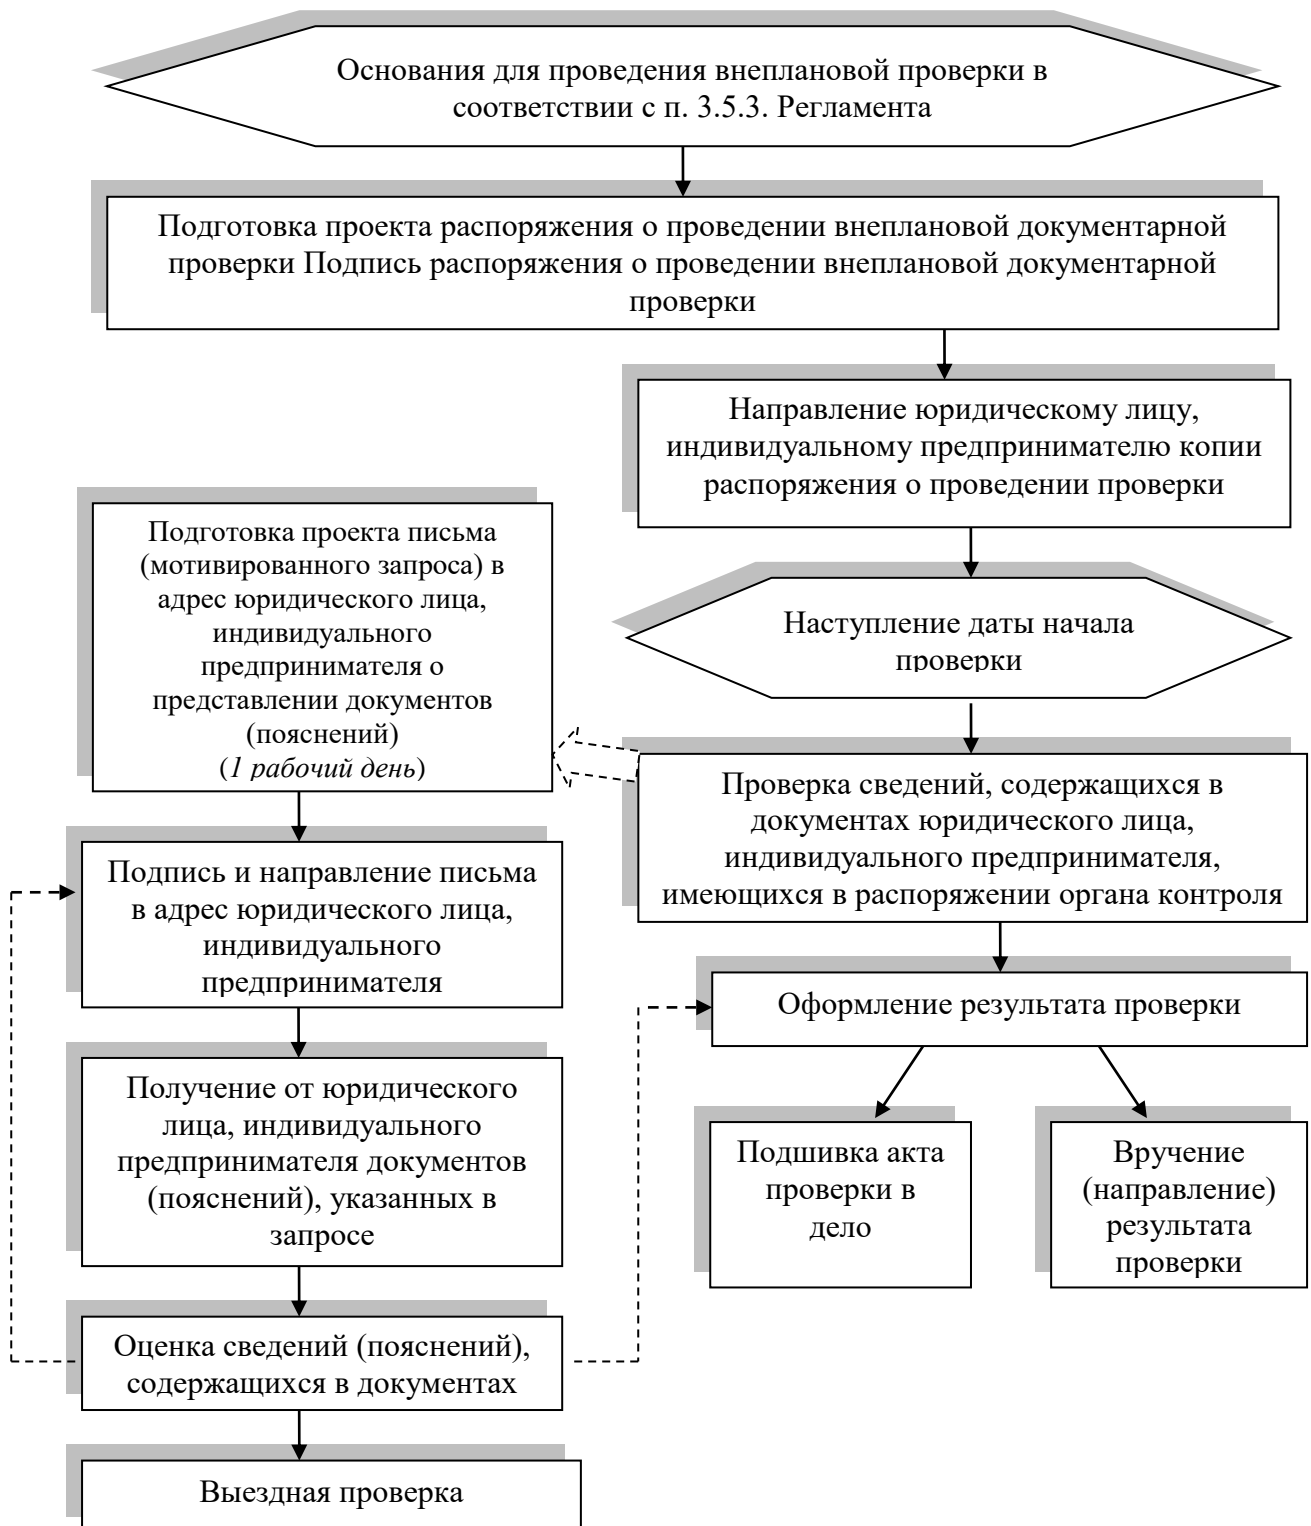 Основания для проведения внеплановой проверки в
соответствии с п. 3.5.3. Регламента
Подготовка проекта распоряжения о проведении внеплановой документарной
проверки Подпись распоряжения о проведении внеплановой документарной
проверки
Направление юридическому лицу,
индивидуальному предпринимателю копии
распоряжения о проведении проверки
Подготовка проекта письма
(мотивированного запроса) в
адрес юридического лица,
индивидуального
предпринимателя о
представлении документов
(пояснений)
(1 рабочий день)
Наступление даты начала
проверки
Проверка сведений, содержащихся в
документах юридического лица,
индивидуального предпринимателя,
имеющихся в распоряжении органа контроля
Подпись и направление письма
в адрес юридического лица,
индивидуального
предпринимателя
Оформление результата проверки
Получение от юридического
лица, индивидуального
предпринимателя документов
(пояснений), указанных в
запросе
Подшивка акта
проверки в
дело
Вручение
(направление)
результата
проверки
Оценка сведений (пояснений),
содержащихся в документах
Выездная проверка